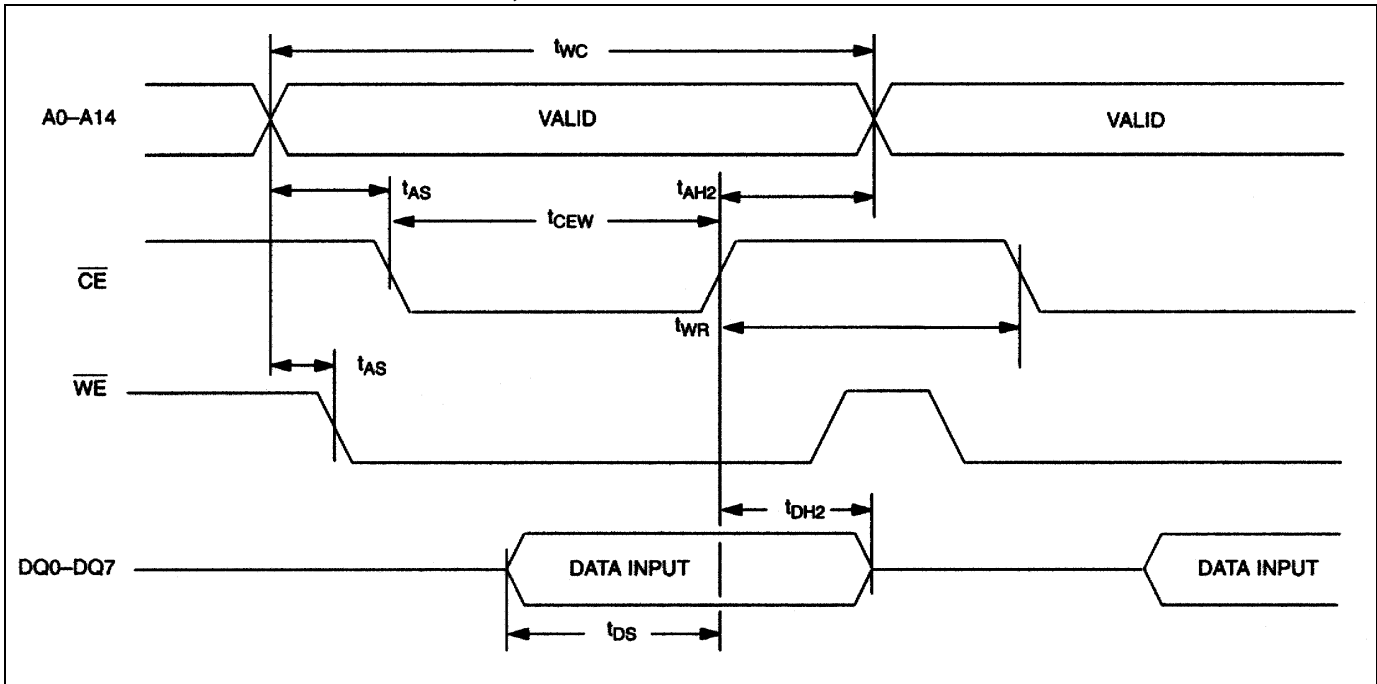 tWC
A0–A14
VALID
VALID
tAS
tAH2
tCEW
CE
tWR
tAS
WE
tDH2
DQ0–DQ7
DATA INPUT
DATA INPUT
tDS